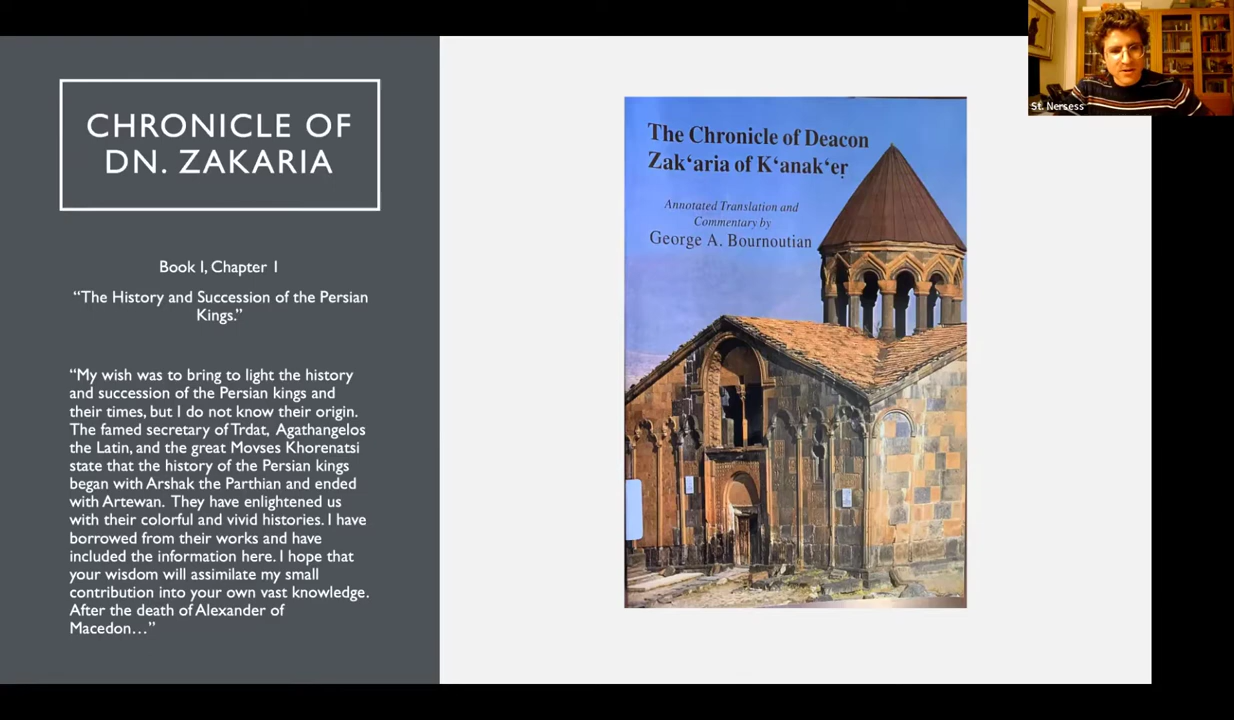 CHRONICLE OF
DN. ZAKARIA
Book I, Chapter 1
“The History and Succession of the Persian
Kings.”
“My wish was to bring to light the history
and succession of the Persian kings and
their times, but I do not know their origin.
The famed secretary of Trdat, Agathangelos
the Latin, and the great Movses Khorenatsi
state that the history of the Persian kings
began with Arshak the Parthian and ended
with Artewan. They have enlightened us
with their colorful and vivid histories. I have
borrowed from their works and have
included the information here. I hope that
your wisdom will assimilate my small
contribution into your own vast knowledge.
After the death of Alexander of
Macedon…”
The Chronicle of Deacon
Zak‘aria of K‘anak‘eṛ
Annotated Translation and
Commentary by
George A. Bournoutian
St. Nersess